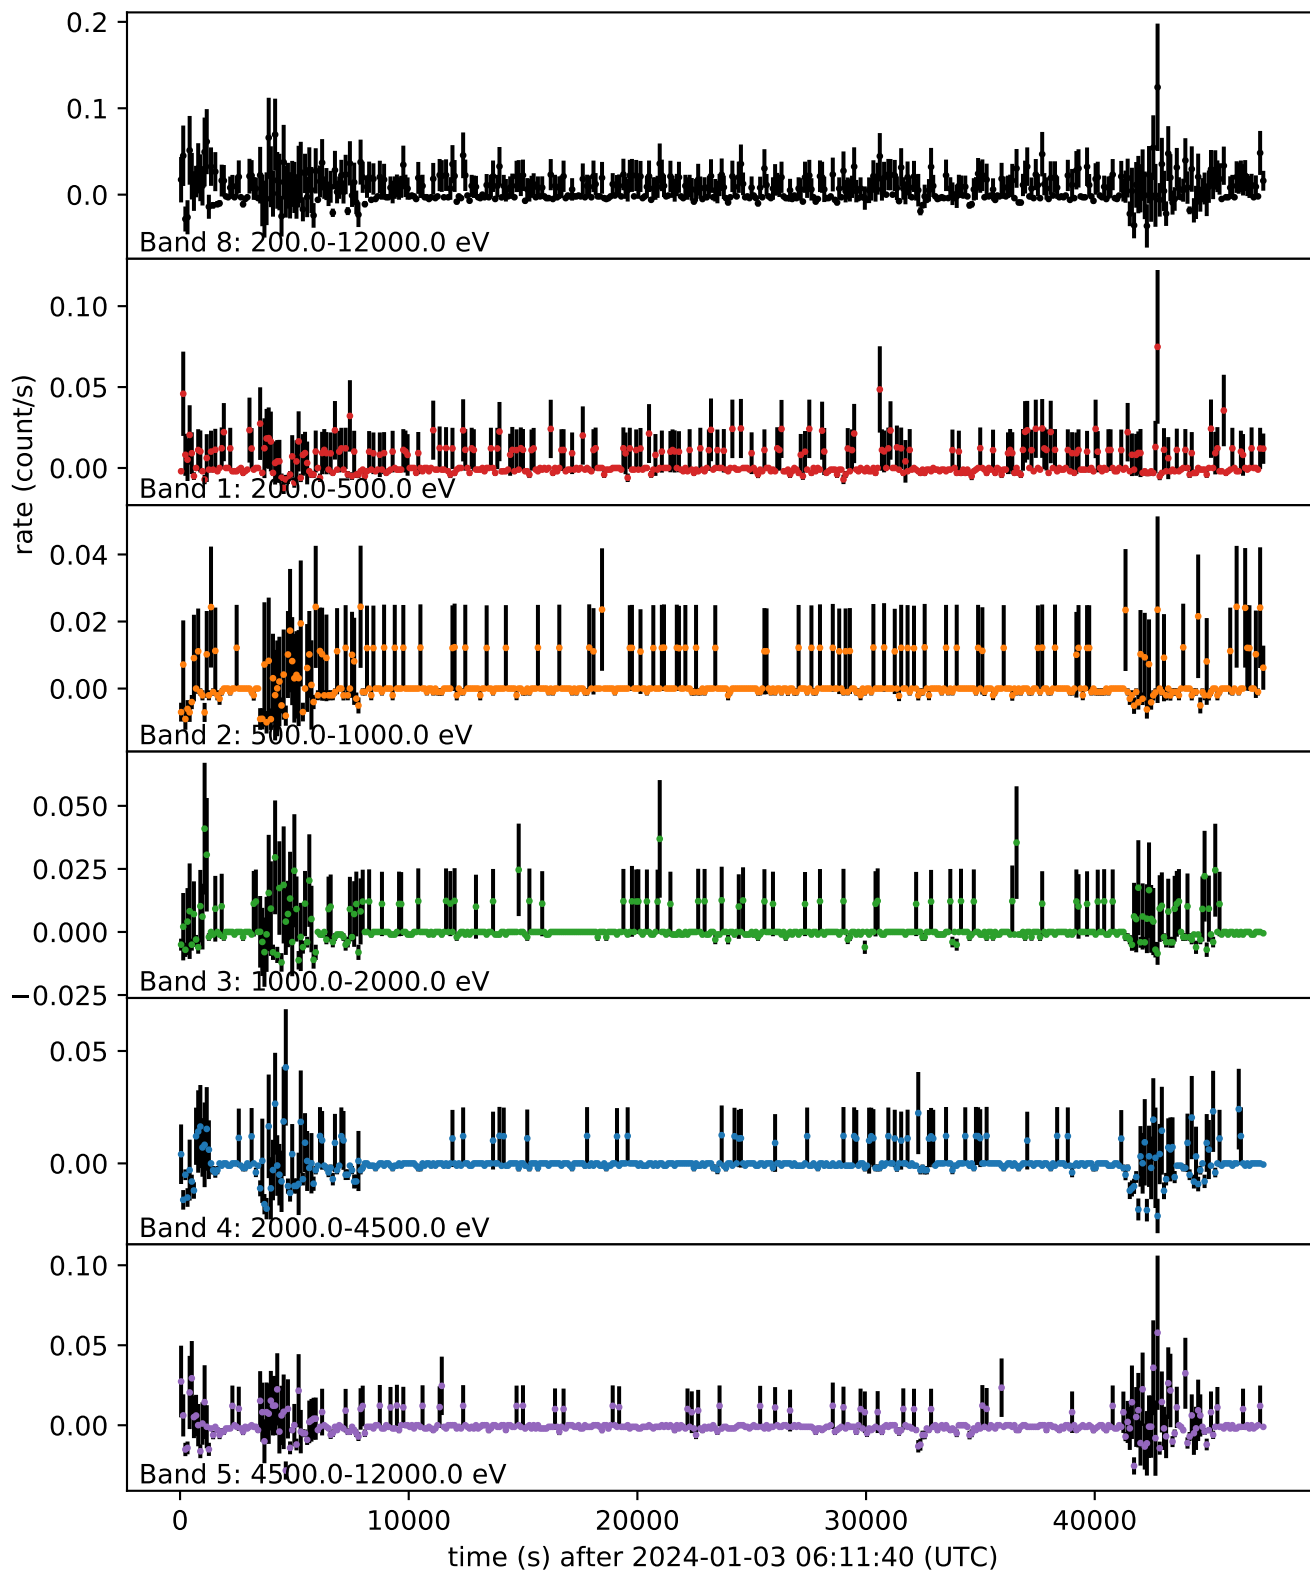 0.2
0.1
0.0
Band 8: 200.0-12000.0 eV
0.10
0.05
0.00
Band 1: 200.0-500.0 eV
rate (count/s)
0.04
0.02
0.00
Band 2: 500.0-1000.0 eV
0.050
0.025
0.000
−0.025
Band 3: 1000.0-2000.0 eV
0.05
0.00
Band 4: 2000.0-4500.0 eV
0.10
0.05
0.00
Band 5: 4500.0-12000.0 eV
0 10000 20000 30000 40000
time (s) after 2024-01-03 06:11:40 (UTC)